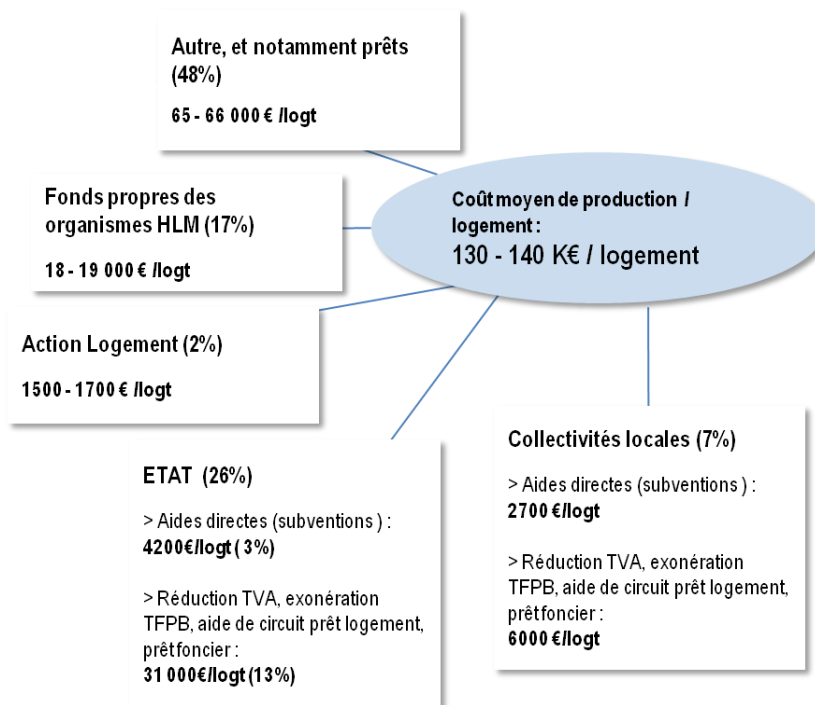 Autre, et notamment prêts
(48%)
65 - 66 000 € /logt
Fonds propres des
organismes HLM (17%)
18 - 19 000 € /logt
Coût moyen de production /
logement :
130 - 140 K€ / logement
Action Logement (2%)
1500 - 1700 € /logt
ETAT (26%)
> Aides directes (subventions ) :
4200€/logt ( 3%)
> Réduction TVA, exonération
TFPB, aide de circuit prêt logement,
prêt foncier :
31 000€/logt (13%)
Collectivités locales (7%)
> Aides directes (subventions ) :
2700 €/logt
> Réduction TVA, exonération
TFPB, aide de circuit prêt logement,
prêt foncier :
6000 €/logt